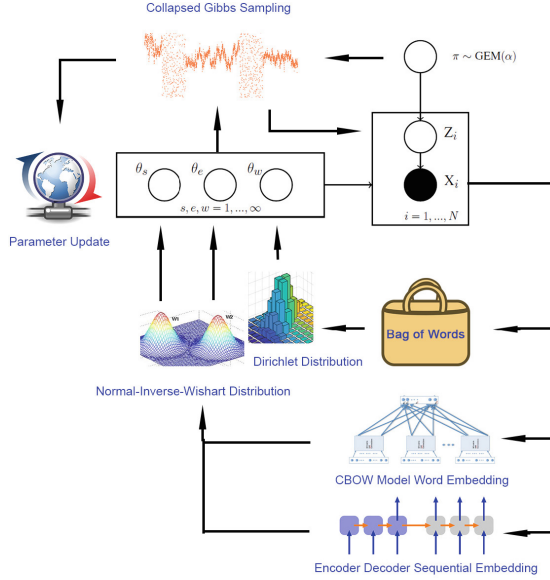 Collapsed Gibbs Sampling
π ∼ GEM(α)
Z_i
X_i
i = 1, ..., N
θ_s θ_e θ_w
s, e, w = 1, ..., ∞
Parameter Update
W1 W2
Dirichlet Distribution
Bag of Words
Normal-Inverse-Wishart Distribution
CBOW Model Word Embedding
Encoder Decoder Sequential Embedding